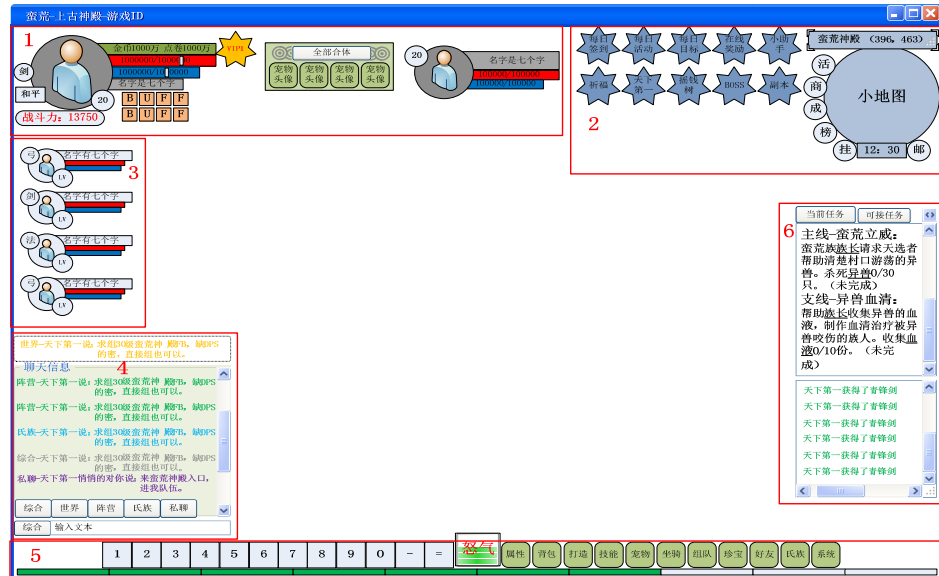 蛮荒—上古神殿—游戏ID
1
金币1000万 点卷1000万
VIP1
1000000/1000000
1000000/1000000
名字是七个字
剑
和平
20
战斗力：13750
B U F F
B U F F
全部合体
宠物头像
宠物头像
宠物头像
宠物头像
20
名字是七个字
100000/100000
100000/100000
每日签到
每日活动
每日目标
在线奖励
小助手
祈福
天下第一
摇钱树
BOSS
副本
2
蛮荒神殿 （396，463）
活
商
成
榜
挂
邮
小地图
12：30
弓
名字有七个字
LV
3
剑
名字有七个字
LV
法
名字有七个字
LV
弓
名字有七个字
LV
世界—天下第一说：求组30级蛮荒神 殿FB，缺DPS
的密，直接组也可以。
4
聊天信息
阵营—天下第一说：求组30级蛮荒神 殿FB，缺DPS
的密，直接组也可以。
阵营—天下第一说：求组30级蛮荒神 殿FB，缺DPS
的密，直接组也可以。
氏族—天下第一说：求组30级蛮荒神 殿FB，缺DPS
的密，直接组也可以。
综合—天下第一说：求组30级蛮荒神 殿FB，缺DPS
的密，直接组也可以。
私聊—天下第一悄悄的对你说：来蛮荒神殿入口，
进我队伍。
综合 世界 阵营 氏族 私聊
综合 输入文本
6
当前任务 可接任务
主线—蛮荒立威：
蛮荒族族长请求天选者
帮助清楚村口游荡的异
兽。杀死异兽0/30
只。（未完成）
支线—异兽血清：
帮助族长收集异兽的血
液，制作血清治疗被异
兽咬伤的族人。收集血
液0/10份。（未完
成）
天下第一获得了青锋剑
天下第一获得了青锋剑
天下第一获得了青锋剑
天下第一获得了青锋剑
天下第一获得了青锋剑
天下第一获得了青锋剑
5
1 2 3 4 5 6 7 8 9 0 - =
怒气
属性 背包 打造 技能 宠物 坐骑 组队 珍宝 好友 氏族 系统